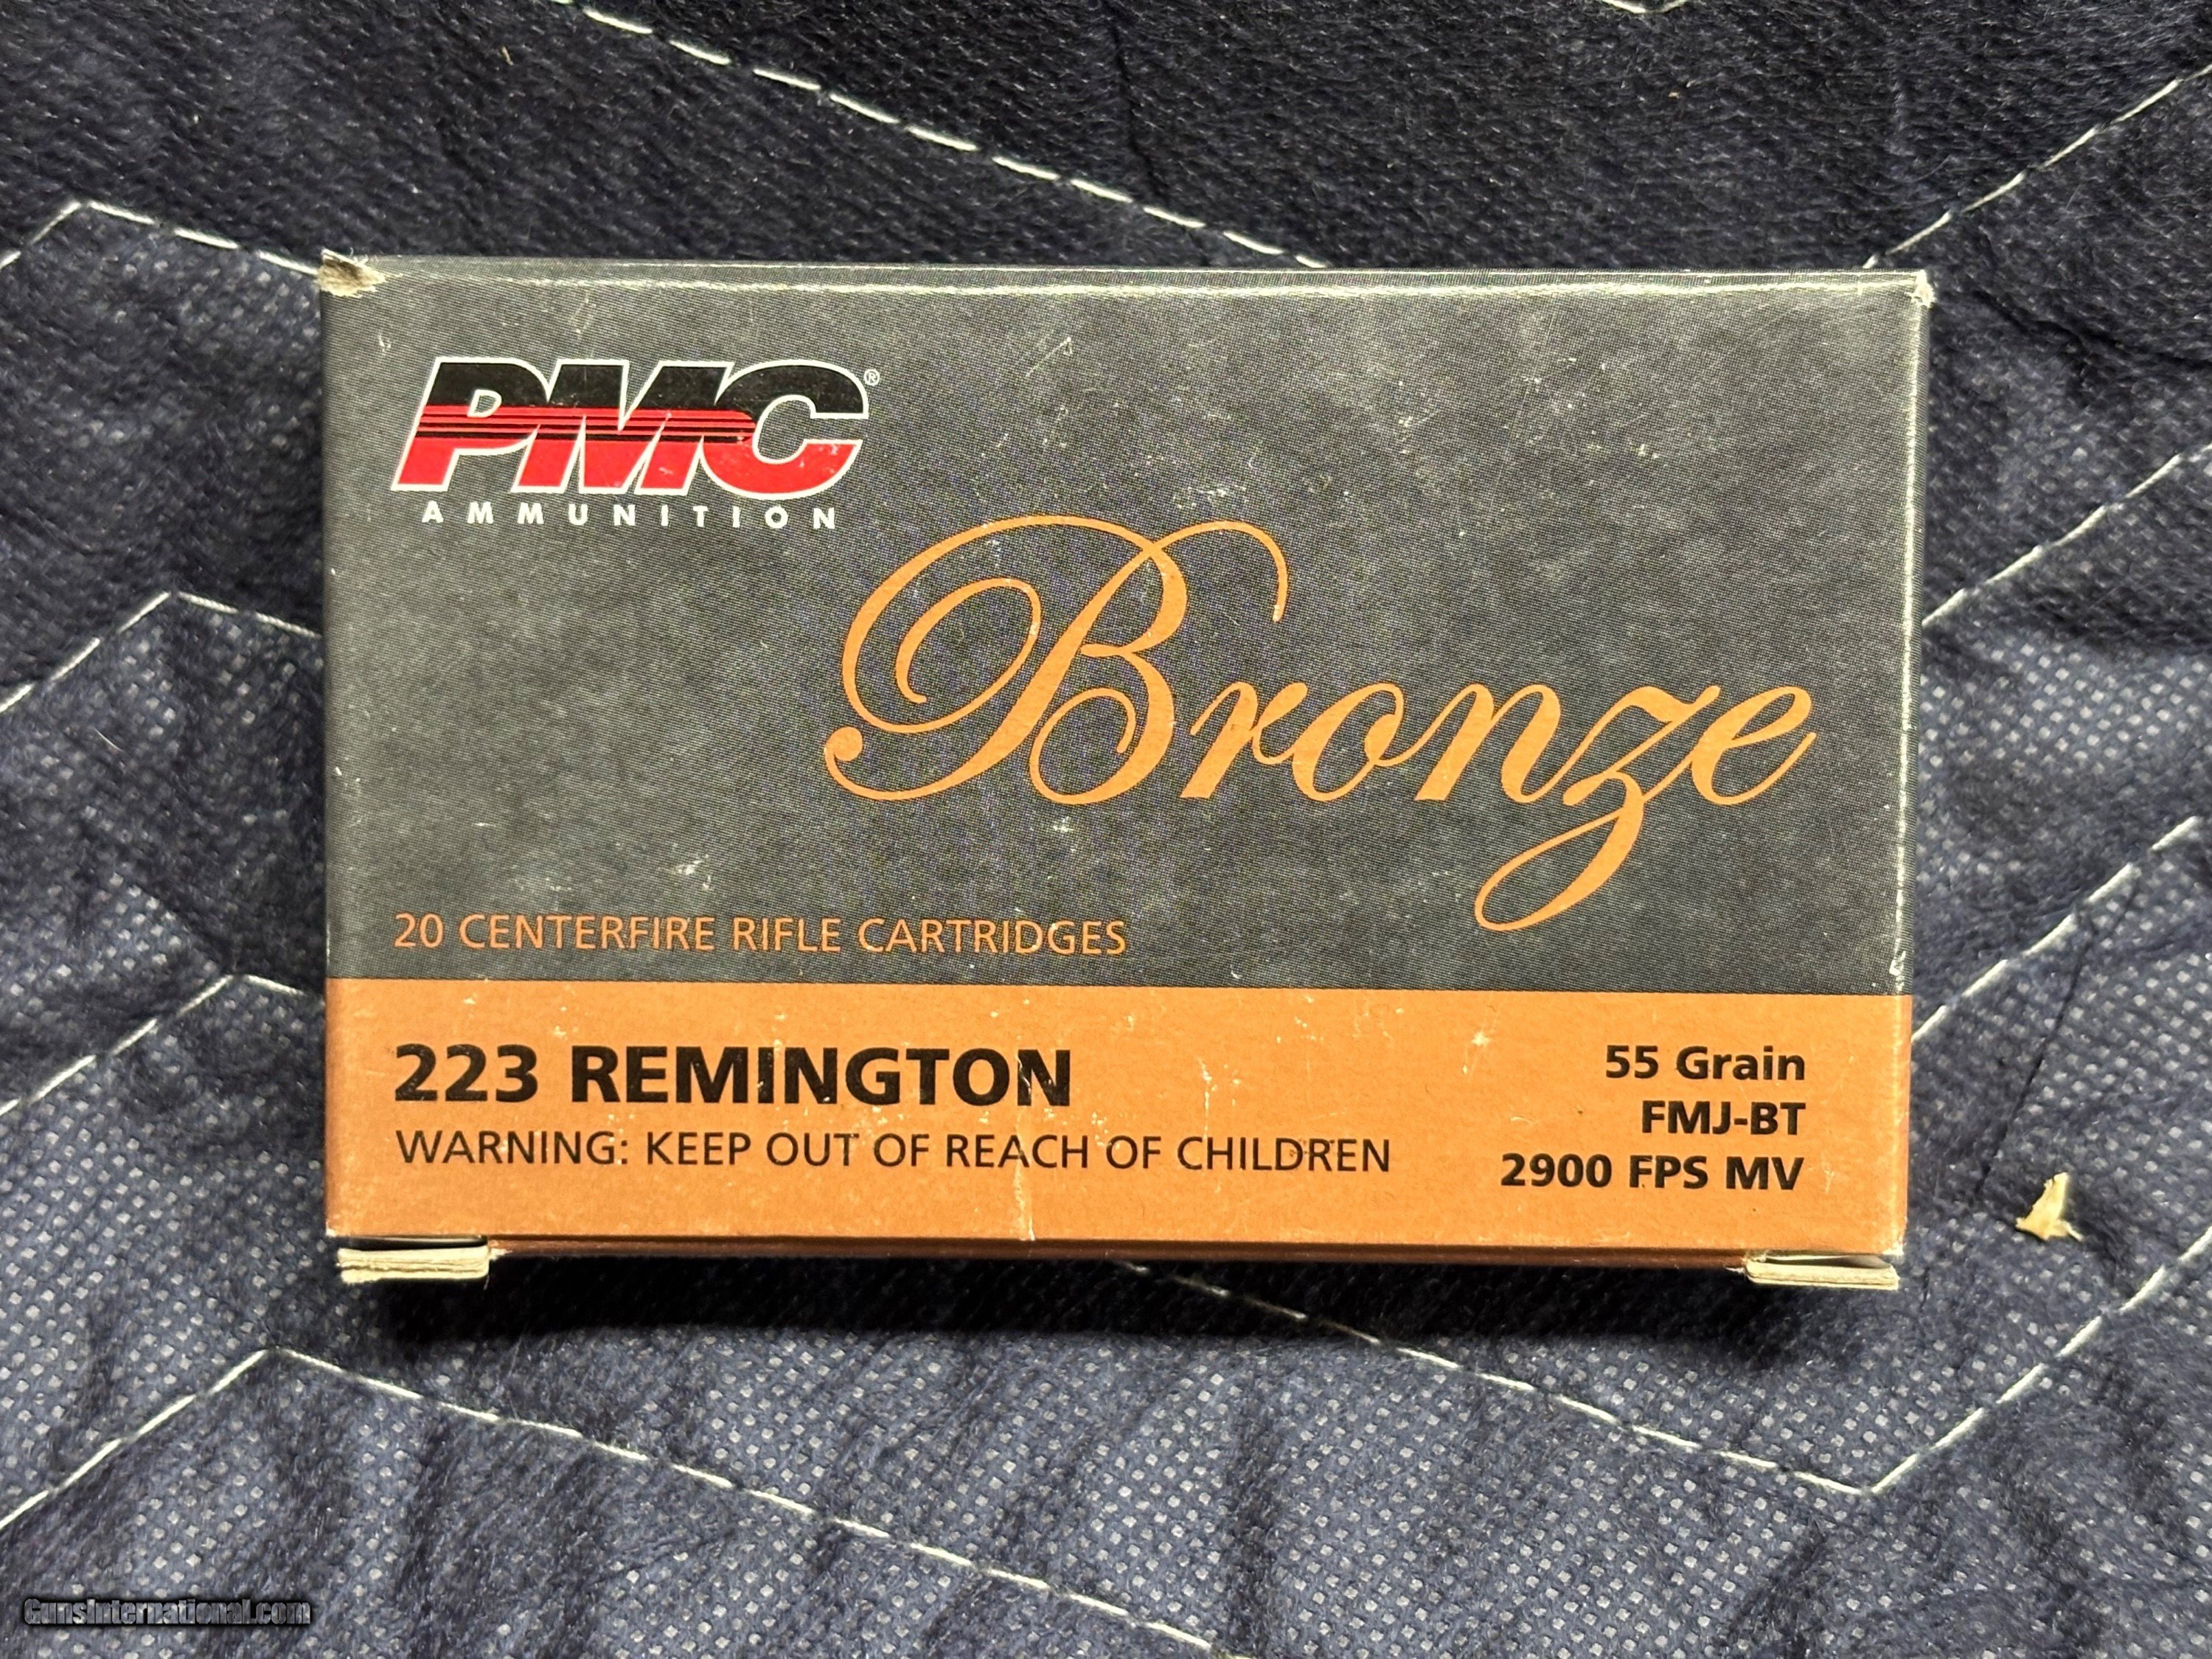 PMC®
AMMUNITION
Bronze
20 CENTERFIRE RIFLE CARTRIDGES
223 REMINGTON
WARNING: KEEP OUT OF REACH OF CHILDREN
55 Grain
FMJ-BT
2900 FPS MV
GunsInternational.com